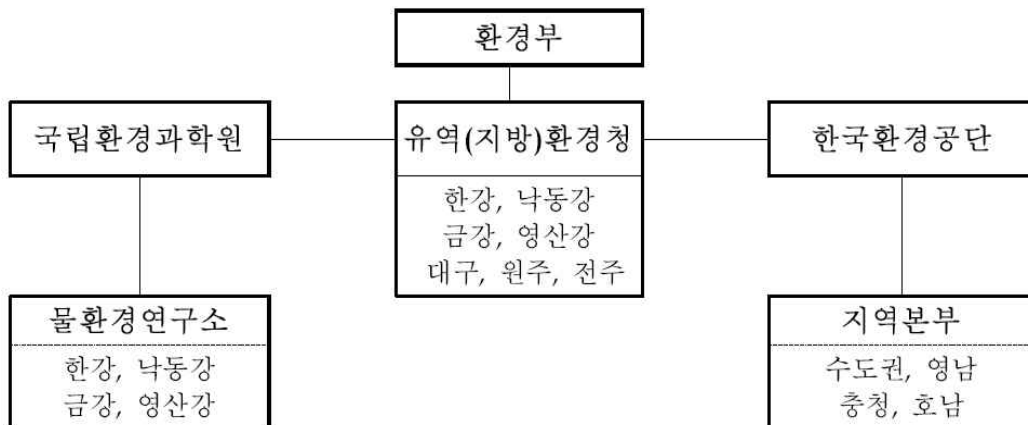 환경부
국립환경과학원
유역(지방)환경청
한국환경공단
한강, 낙동강
금강, 영산강
대구, 원주, 전주
물환경연구소
한강, 낙동강
금강, 영산강
지역본부
수도권, 영남
충청, 호남